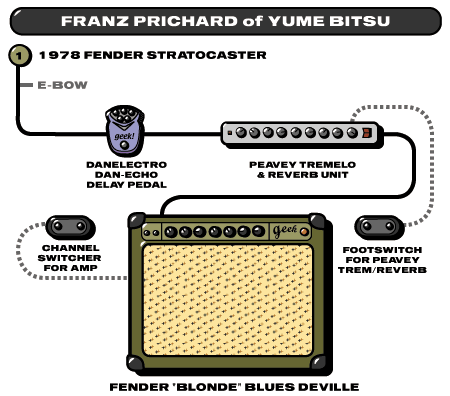 FRANZ PRICHARD of YUME BITSU
1 1978 FENDER STRATOCASTER
E-BOW
geek!
DANELECTRO
DAN-ECHO
DELAY PEDAL
PEAVEY TREMELO
& REVERB UNIT
CHANNEL
SWITCHER
FOR AMP
geek
FOOTSWITCH
FOR PEAVEY
TREM/REVERB
FENDER "BLONDE" BLUES DEVILLE